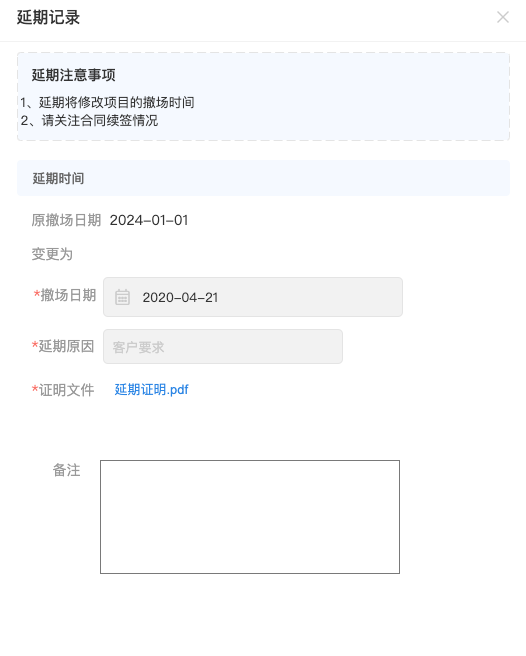 延期记录
延期注意事项
1、延期将修改项目的撤场时间
2、请关注合同续签情况
延期时间
原撤场日期 2024-01-01
变更为
*撤场日期 2020-04-21
*延期原因 客户要求
*证明文件 延期证明.pdf
备注